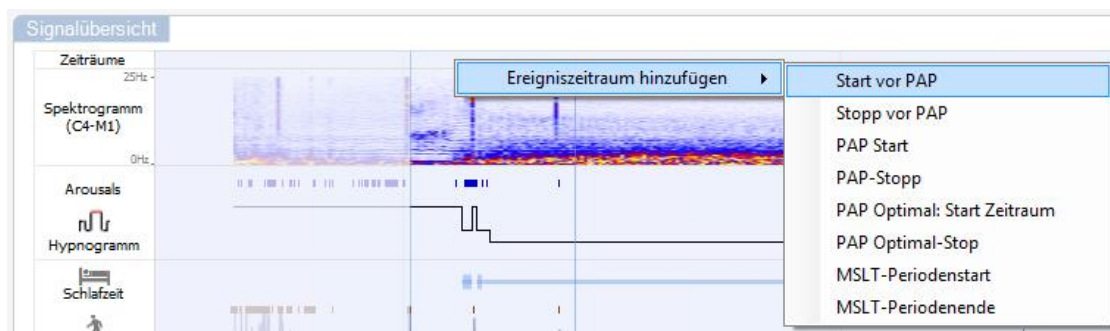 Signalübersicht
Zeiträume
25Hz
Spektrogramm
(C4-M1)
0Hz
Arousals
Hypnogramm
Schlafzeit
Ereigniszeitraum hinzufügen
Start vor PAP
Stopp vor PAP
PAP Start
PAP-Stopp
PAP Optimal: Start Zeitraum
PAP Optimal-Stop
MSLT-Periodenstart
MSLT-Periodenende